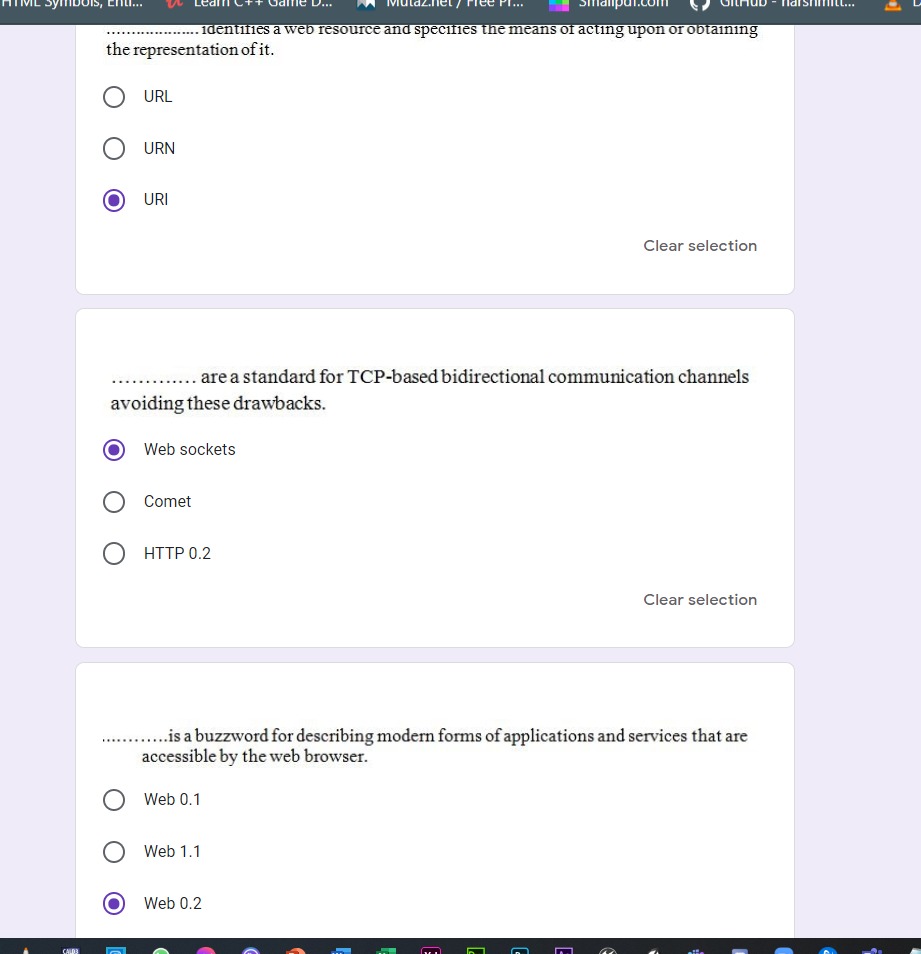 HTML Symbols, Enti...
Learn C++ Game D...
Mutaz.net / Free Pr...
Smallpdf.com
GitHub - harshmitt...
..................... identifies a web resource and specifies the means of acting upon or obtaining
the representation of it.
URL
URN
URI
Clear selection
............. are a standard for TCP-based bidirectional communication channels
avoiding these drawbacks.
Web sockets
Comet
HTTP 0.2
Clear selection
............is a buzzword for describing modern forms of applications and services that are
accessible by the web browser.
Web 0.1
Web 1.1
Web 0.2